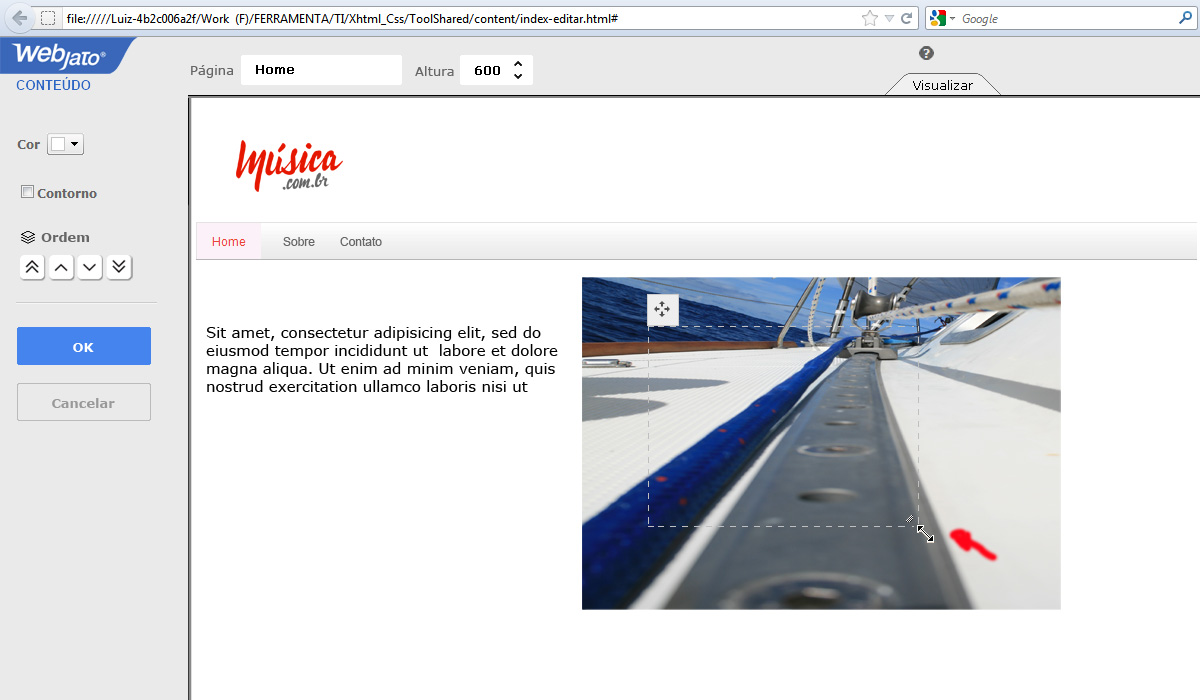 file://///Luiz-4b2c006a2f/Work (F)/FERRAMENTA/TI/Xhtml_Css/ToolShared/content/index-editar.html#
Google
WebJato®
CONTEÚDO
Página Home Altura 600
?
Visualizar
Cor
Contorno
Ordem
OK
Cancelar
Música
.com.br
Home Sobre Contato
Sit amet, consectetur adipisicing elit, sed do
eiusmod tempor incididunt ut labore et dolore
magna aliqua. Ut enim ad minim veniam, quis
nostrud exercitation ullamco laboris nisi ut